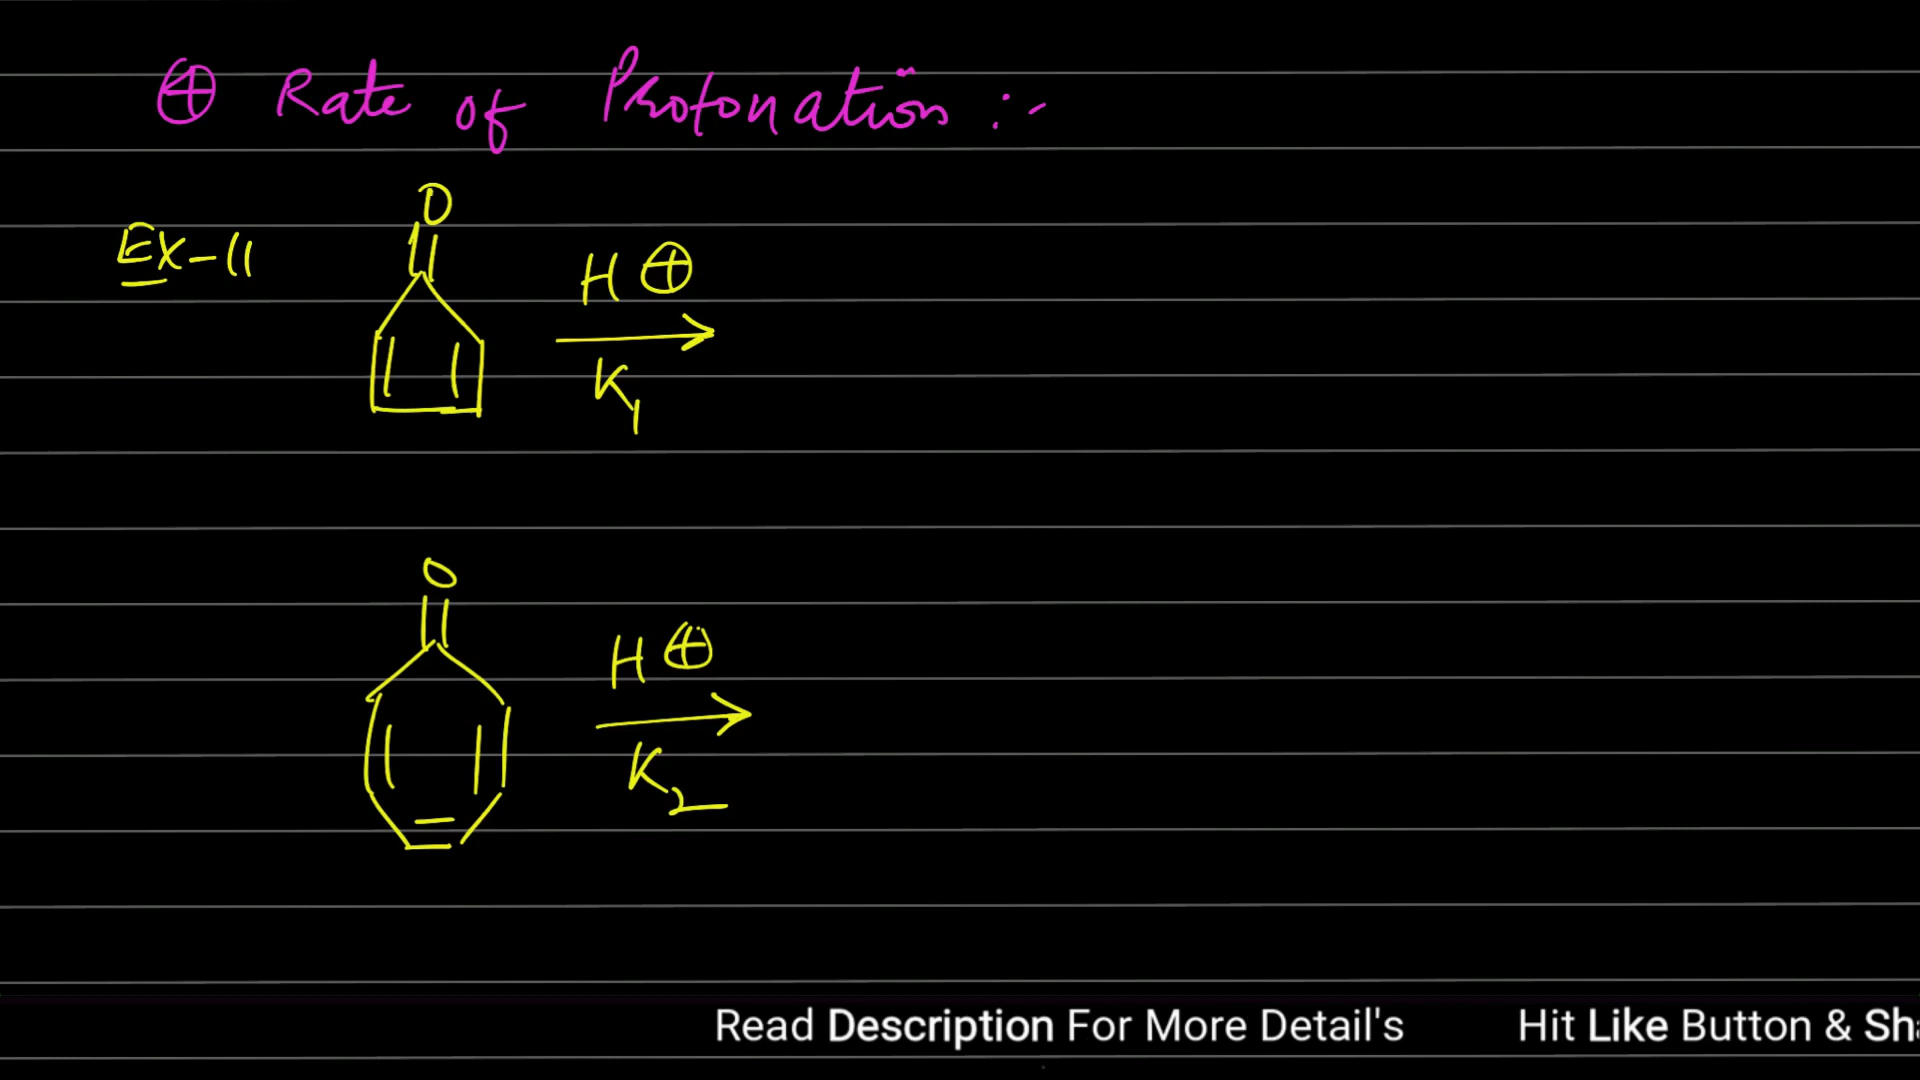 ⊕ Rate of Protonation :-
Ex-11
O
H⊕
K1
O
H⊕
K2
Read Description For More Detail's Hit Like Button & Sh